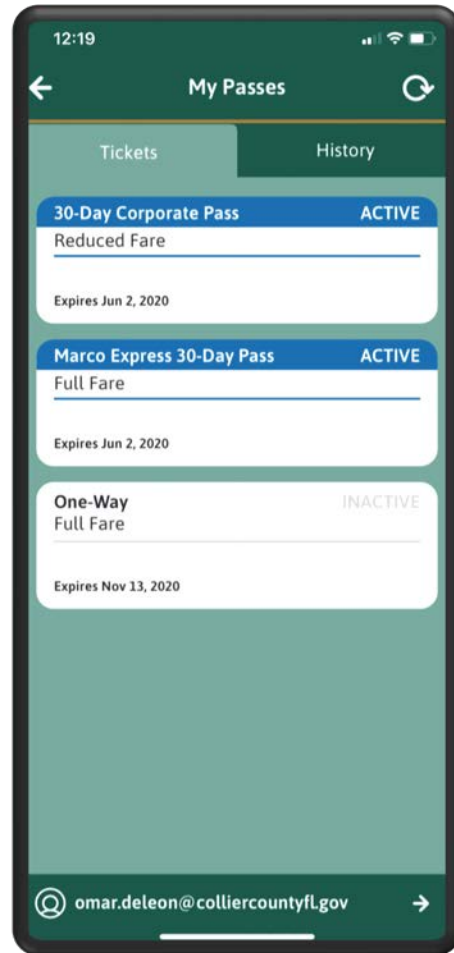 12:19
My Passes
Tickets
History
30-Day Corporate Pass ACTIVE
Reduced Fare
Expires Jun 2, 2020
Marco Express 30-Day Pass ACTIVE
Full Fare
Expires Jun 2, 2020
One-Way INACTIVE
Full Fare
Expires Nov 13, 2020
omar.deleon@colliercountyfl.gov